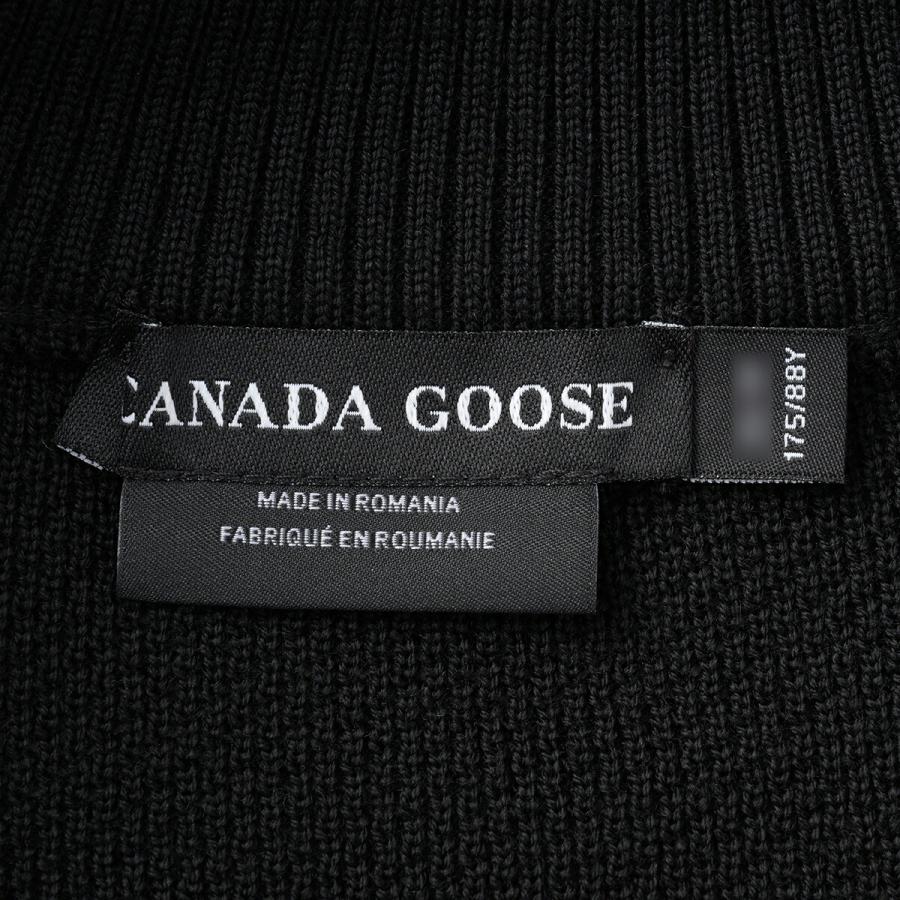 CANADA GOOSE
175/88Y
MADE IN ROMANIA
FABRIQUÉ EN ROUMANIE